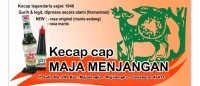 Kecap legendaris sejak 1940
Gurih & legit, diproses secara alami (fermentasi)
NEW : - rasa original (manis sedang)
- rasa manis
Kecap cap
MAJA MENJANGAN